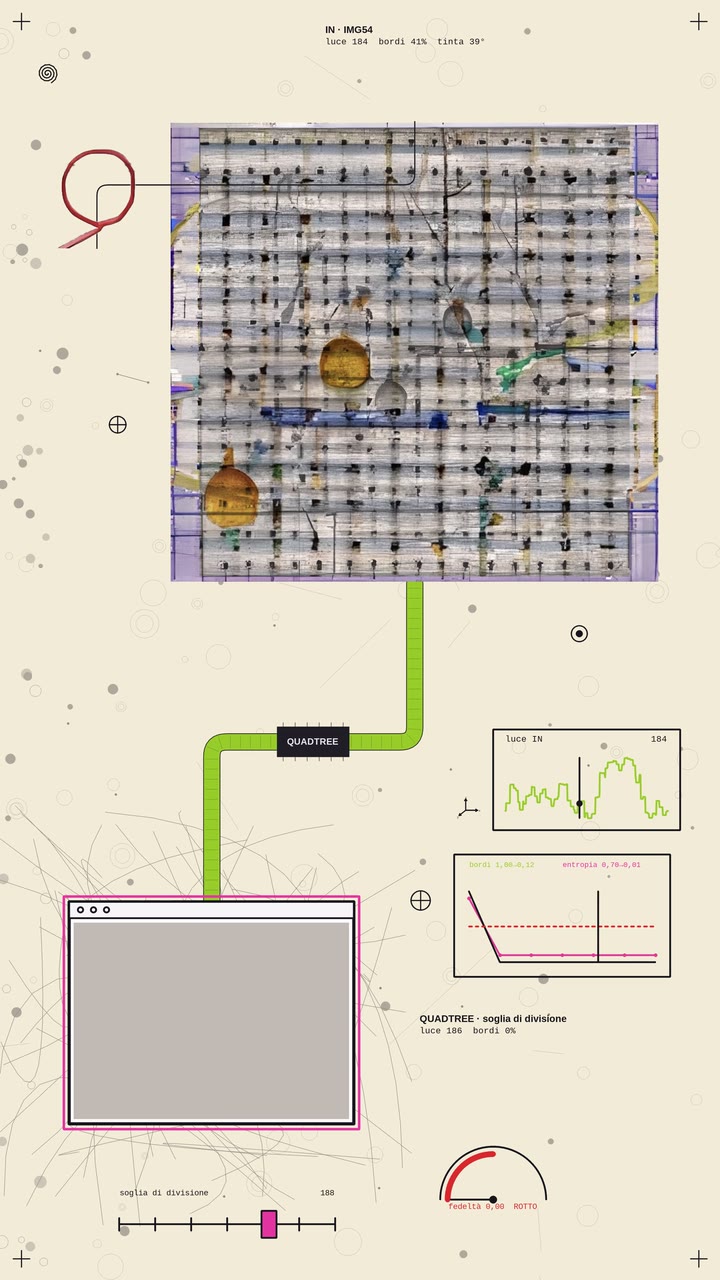 IN · IMG54
luce 184 bordi 41% tinta 39°
QUADTREE
luce IN 184
bordi 1,00→0,12 entropia 0,70→0,01
QUADTREE · soglia di divisione
luce 186 bordi 0%
soglia di divisione 188
fedeltà 0,00 ROTTO